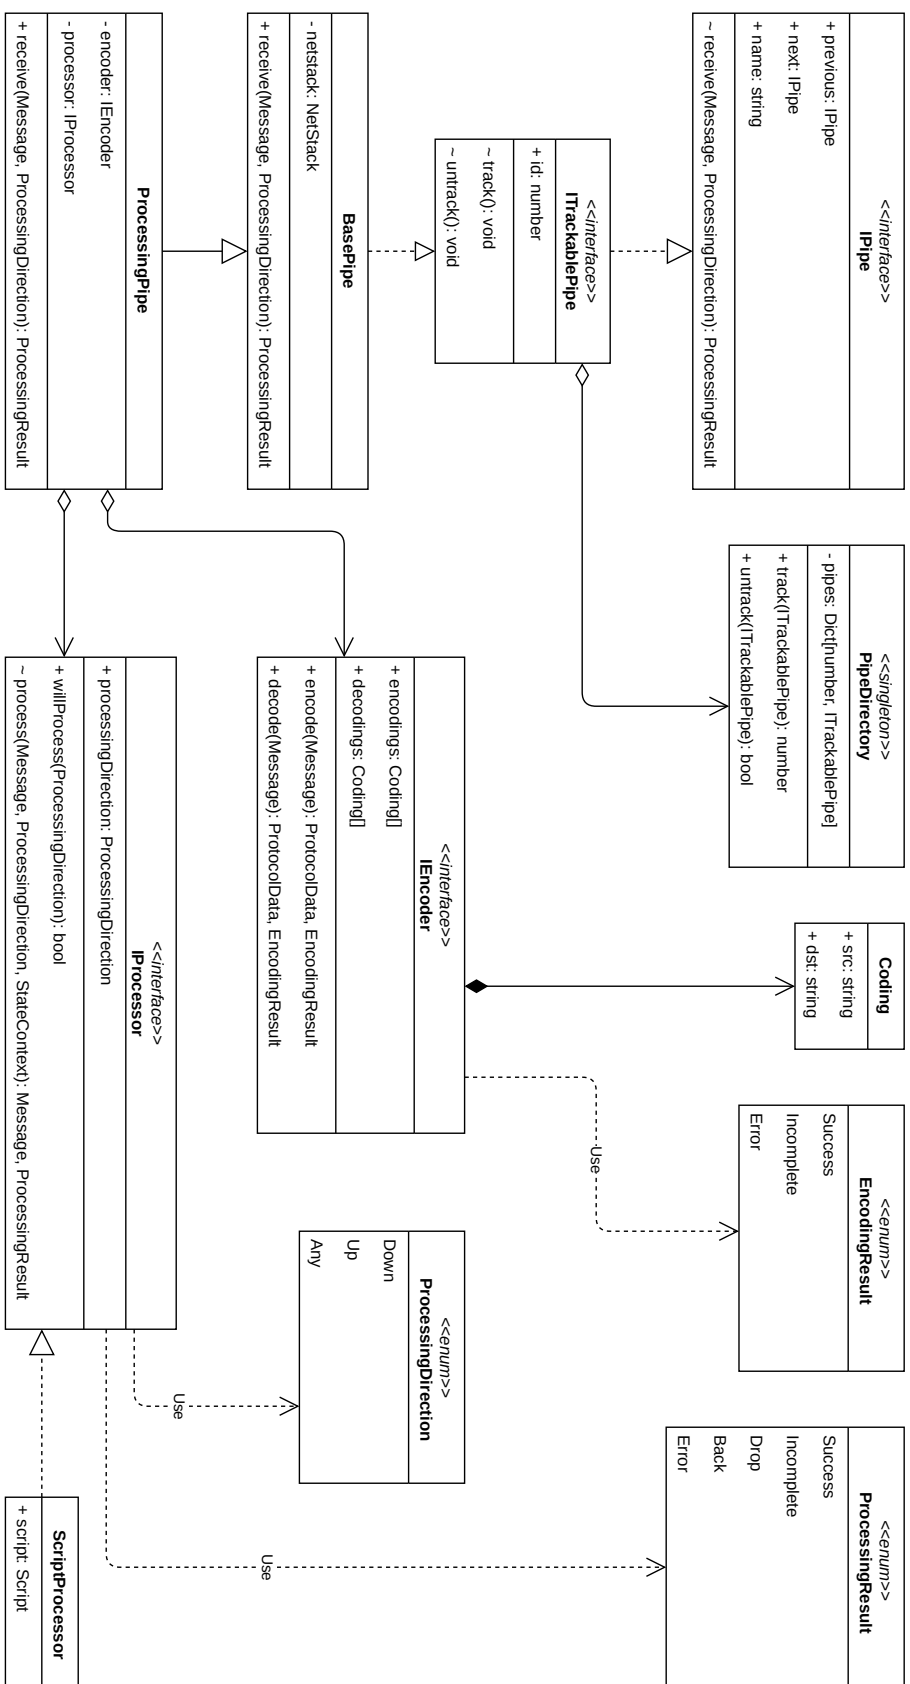 <<interface>>
IPipe
+ previous: IPipe
+ next: IPipe
+ name: string
~ receive(Message, ProcessingDirection): ProcessingResult
<<singleton>>
PipeDirectory
- pipes: Dict[number, ITrackablePipe]
+ track(ITrackablePipe): number
+ untrack(ITrackablePipe): bool
Coding
+ src: string
+ dst: string
<<enum>>
EncodingResult
Success
Incomplete
Error
<<enum>>
ProcessingResult
Success
Incomplete
Drop
Back
Error
<<interface>>
ITrackablePipe
+ id: number
~ track(): void
~ untrack(): void
Use
BasePipe
- netstack: NetStack
+ receive(Message, ProcessingDirection): ProcessingResult
<<interface>>
IEncoder
+ encodings: Coding[]
+ decodings: Coding[]
+ encode(Message): ProtocolData, EncodingResult
+ decode(Message): ProtocolData, EncodingResult
<<enum>>
ProcessingDirection
Down
Up
Any
Use
Use
ProcessingPipe
- encoder: IEncoder
- processor: IProcessor
+ receive(Message, ProcessingDirection): ProcessingResult
<<interface>>
IProcessor
+ processingDirection: ProcessingDirection
+ willProcess(ProcessingDirection): bool
~ process(Message, ProcessingDirection, StateContext): Message, ProcessingResult
ScriptProcessor
+ script: Script